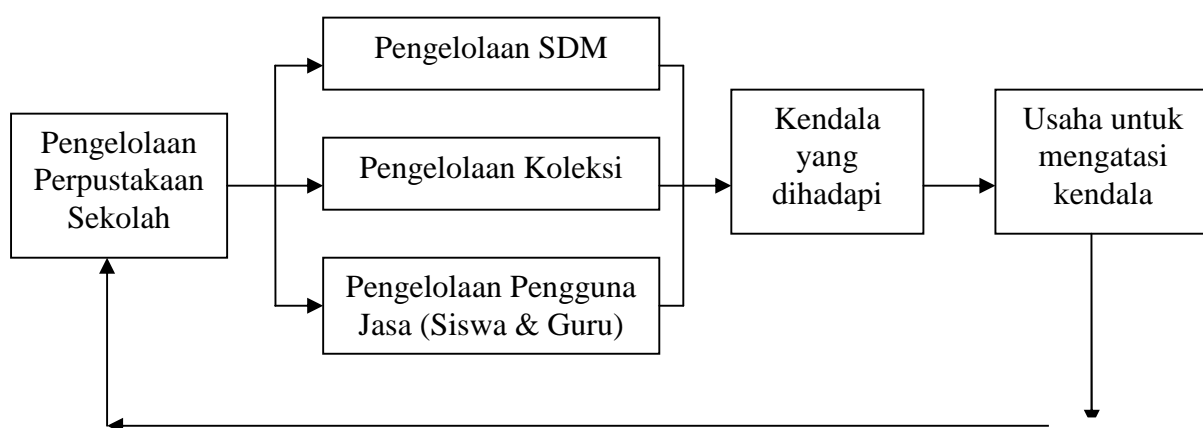 Pengelolaan
Perpustakaan
Sekolah
Pengelolaan SDM
Pengelolaan Koleksi
Pengelolaan Pengguna
Jasa (Siswa & Guru)
Kendala
yang
dihadapi
Usaha untuk
mengatasi
kendala